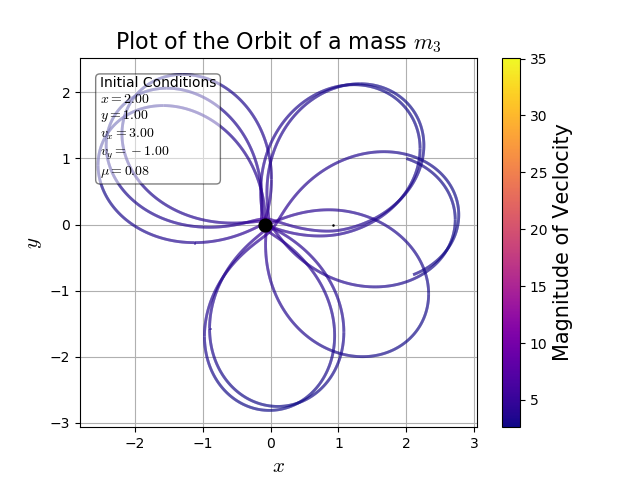 Plot of the Orbit of a mass m₃
Initial Conditions
x = 2.00
y = 1.00
vₓ = 3.00
v_y = −1.00
μ = 0.08
2
1
0
−1
−2
−3
y
−2 −1 0 1 2 3
x
35
30
25
20
15
10
5
Magnitude of Veclocity